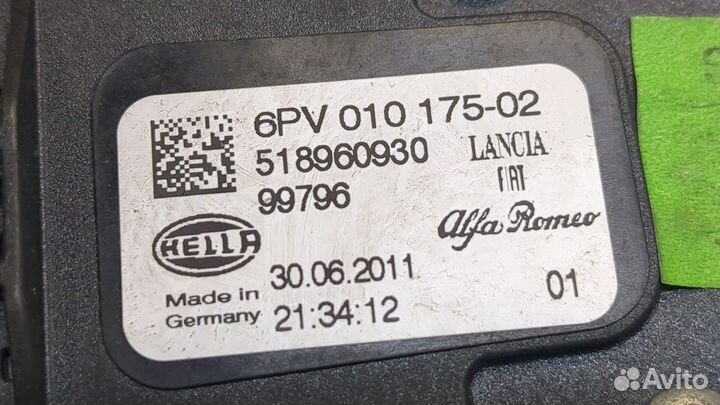 6PV 010 175-02
518960930 LANCIA
99796 FIAT
HELLA Alfa Romeo
Made in Germany
30.06.2011
21:34:12
01
Avito